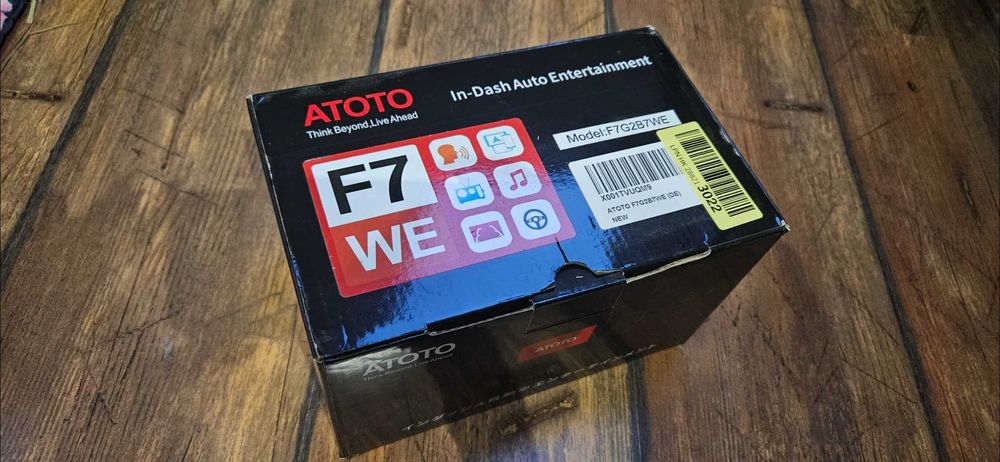 ATOTO
Think Beyond,Live Ahead
In-Dash Auto Entertainment
F7
WE
Model:F7G2B7WE
X001TVUQM9
ATOTO F7G2B7WE (DE)
NEW
3022
ATOTO
Think Beyond,Live Ahead
ATOTO